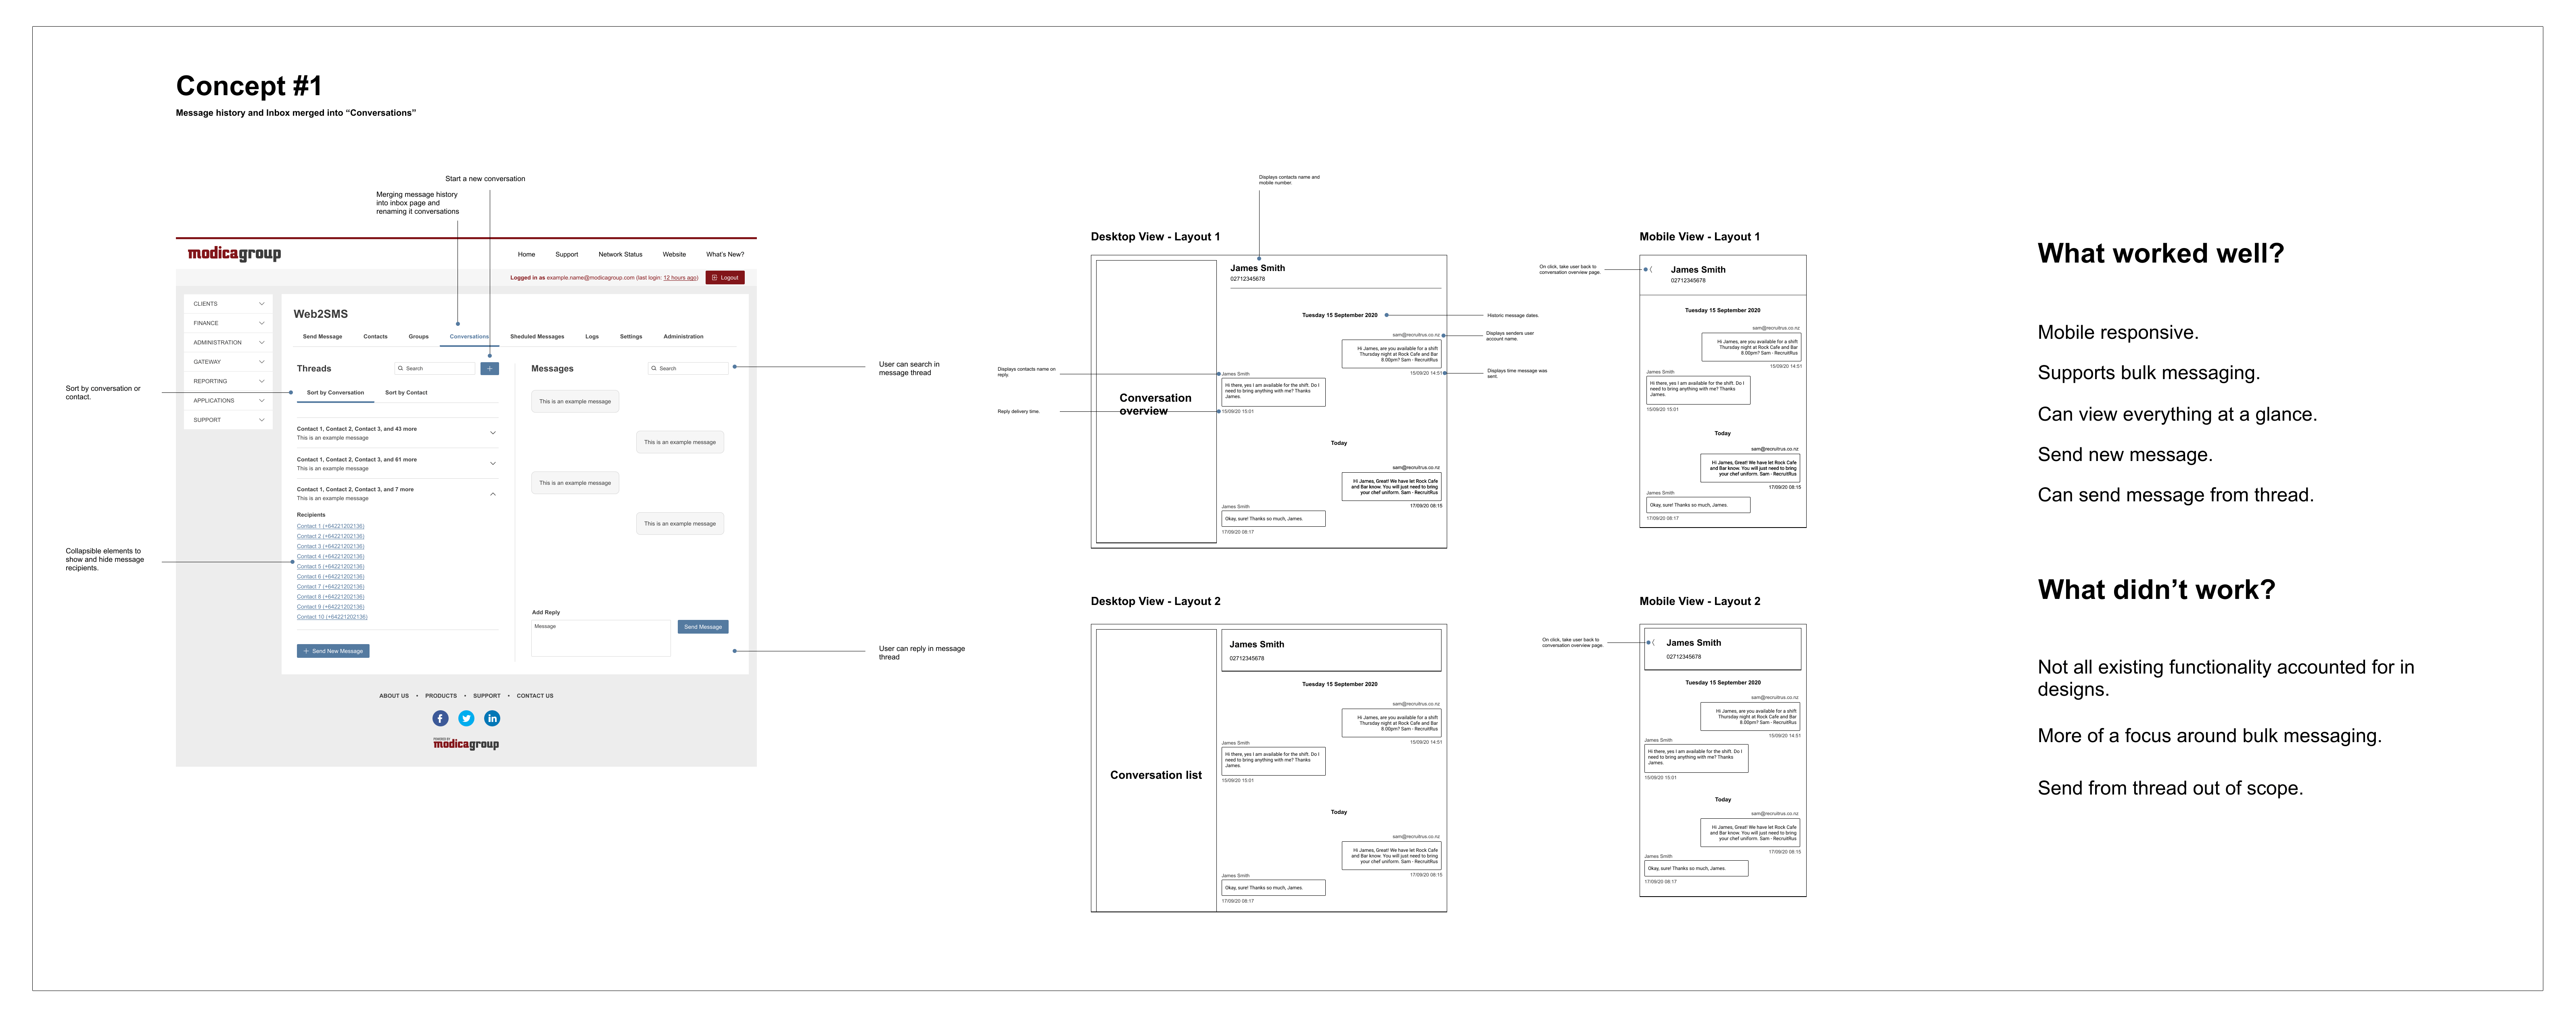 Concept #1
Message history and Inbox merged into “Conversations”
Start a new conversation
Merging message history
into inbox page and
renaming it conversations
modicagroup
Home
Support
Network Status
Website
What's New?
Logged in as example.name@modicagroup.com (last login: 12 hours ago)
Logout
CLIENTS
FINANCE
ADMINISTRATION
GATEWAY
REPORTING
APPLICATIONS
SUPPORT
Web2SMS
Send Message
Contacts
Groups
Conversations
Sheduled Messages
Logs
Settings
Administration
Threads
Search
+
Sort by Conversation
Sort by Contact
Contact 1, Contact 2, Contact 3, and 43 more
This is an example message
Contact 1, Contact 2, Contact 3, and 61 more
This is an example message
Contact 1, Contact 2, Contact 3, and 7 more
This is an example message
Recipients
Contact 1 (+64221202136)
Contact 2 (+64221202136)
Contact 3 (+64221202136)
Contact 4 (+64221202136)
Contact 5 (+64221202136)
Contact 6 (+64221202136)
Contact 7 (+64221202136)
Contact 8 (+64221202136)
Contact 9 (+64221202136)
Contact 10 (+64221202136)
+ Send New Message
Messages
Search
This is an example message
This is an example message
This is an example message
This is an example message
Add Reply
Message
Send Message
ABOUT US • PRODUCTS • SUPPORT • CONTACT US
POWERED BY
modicagroup
Sort by conversation or
contact.
Collapsible elements to
show and hide message
recipients.
User can search in
message thread
User can reply in message
thread
Displays contacts name and
mobile number.
Desktop View - Layout 1
Conversation
overview
James Smith
02712345678
Tuesday 15 September 2020
sam@recruitrus.co.nz
Hi James, are you available for a shift
Thursday night at Rock Cafe and Bar
8.00pm? Sam - RecruitRus
15/09/20 14:51
James Smith
Hi there, yes I am available for the shift. Do I
need to bring anything with me? Thanks
James.
15/09/20 15:01
Today
sam@recruitrus.co.nz
Hi James, Great! We have let Rock Cafe
and Bar know. You will just need to bring
your chef uniform. Sam - RecruitRus
17/09/20 08:15
James Smith
Okay, sure! Thanks so much, James.
17/09/20 08:17
Displays contacts name on
reply.
Reply delivery time.
Historic message dates.
Displays senders user
account name.
Displays time message was
sent.
Mobile View - Layout 1
On click, take user back to
conversation overview page.
James Smith
02712345678
Tuesday 15 September 2020
sam@recruitrus.co.nz
Hi James, are you available for a shift
Thursday night at Rock Cafe and Bar
8.00pm? Sam - RecruitRus
15/09/20 14:51
James Smith
Hi there, yes I am available for the shift. Do I
need to bring anything with me? Thanks
James.
15/09/20 15:01
Today
sam@recruitrus.co.nz
Hi James, Great! We have let Rock Cafe
and Bar know. You will just need to bring
your chef uniform. Sam - RecruitRus
17/09/20 08:15
James Smith
Okay, sure! Thanks so much, James.
17/09/20 08:17
Desktop View - Layout 2
Conversation list
James Smith
02712345678
Tuesday 15 September 2020
sam@recruitrus.co.nz
Hi James, are you available for a shift
Thursday night at Rock Cafe and Bar
8.00pm? Sam - RecruitRus
15/09/20 14:51
James Smith
Hi there, yes I am available for the shift. Do I
need to bring anything with me? Thanks
James.
15/09/20 15:01
Today
sam@recruitrus.co.nz
Hi James, Great! We have let Rock Cafe
and Bar know. You will just need to bring
your chef uniform. Sam - RecruitRus
17/09/20 08:15
James Smith
Okay, sure! Thanks so much, James.
17/09/20 08:17
Mobile View - Layout 2
On click, take user back to
conversation overview page.
James Smith
02712345678
Tuesday 15 September 2020
sam@recruitrus.co.nz
Hi James, are you available for a shift
Thursday night at Rock Cafe and Bar
8.00pm? Sam - RecruitRus
15/09/20 14:51
James Smith
Hi there, yes I am available for the shift. Do I
need to bring anything with me? Thanks
James.
15/09/20 15:01
Today
sam@recruitrus.co.nz
Hi James, Great! We have let Rock Cafe
and Bar know. You will just need to bring
your chef uniform. Sam - RecruitRus
17/09/20 08:15
James Smith
Okay, sure! Thanks so much, James.
17/09/20 08:17
What worked well?
Mobile responsive.
Supports bulk messaging.
Can view everything at a glance.
Send new message.
Can send message from thread.
What didn’t work?
Not all existing functionality accounted for in
designs.
More of a focus around bulk messaging.
Send from thread out of scope.